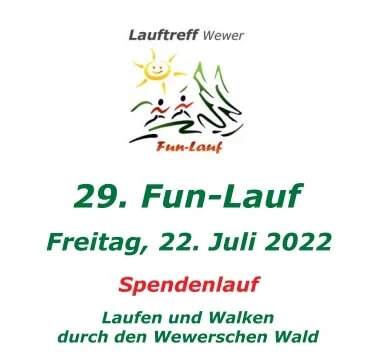 Lauftreff Wewer
Fun-Lauf
29. Fun-Lauf
Freitag, 22. Juli 2022
Spendenlauf
Laufen und Walken
durch den Wewerschen Wald